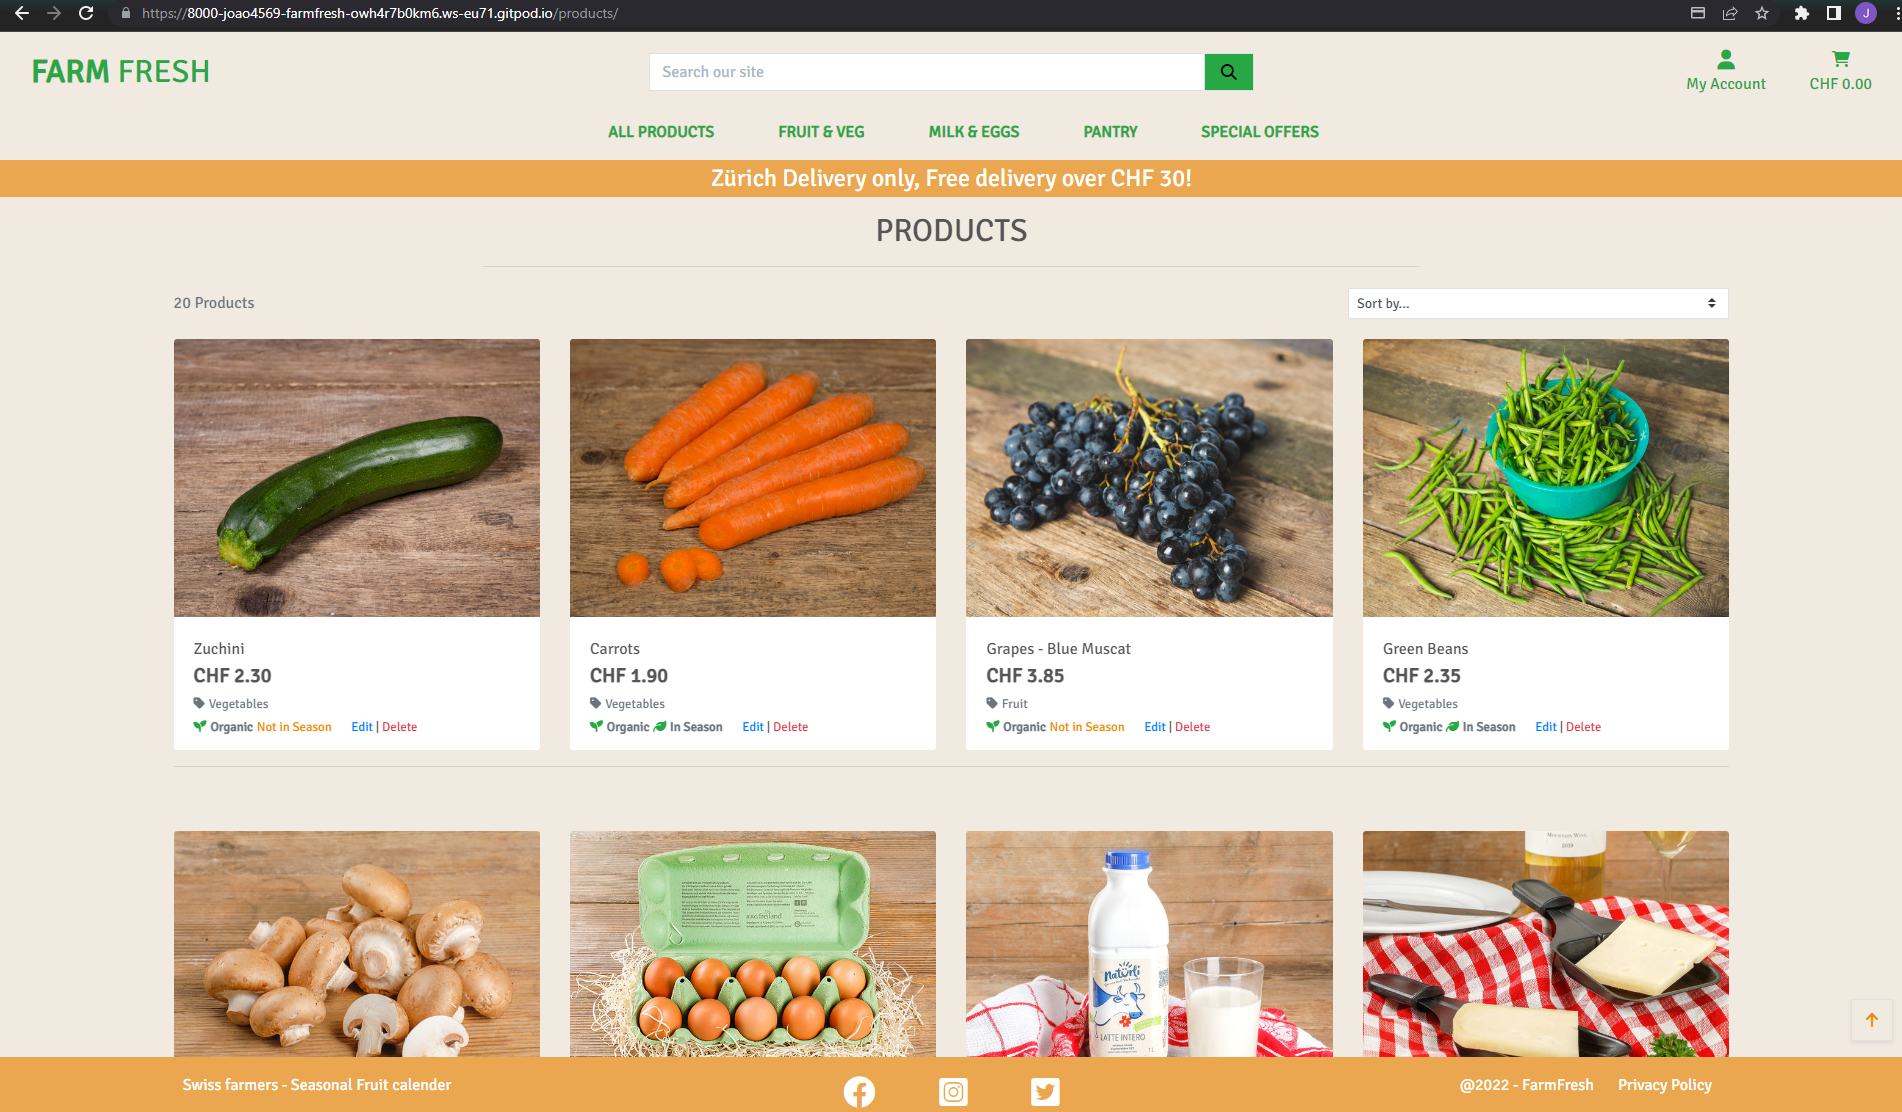 https://8000-joao4569-farmfresh-owh4r7b0km6.ws-eu71.gitpod.io/products/
J
FARM FRESH
Search our site
My Account
CHF 0.00
ALL PRODUCTS
FRUIT & VEG
MILK & EGGS
PANTRY
SPECIAL OFFERS
Zürich Delivery only, Free delivery over CHF 30!
PRODUCTS
20 Products
Sort by...
Zuchini
CHF 2.30
Vegetables
Organic Not in Season Edit | Delete
Carrots
CHF 1.90
Vegetables
Organic In Season Edit | Delete
Grapes - Blue Muscat
CHF 3.85
Fruit
Organic Not in Season Edit | Delete
Green Beans
CHF 2.35
Vegetables
Organic In Season Edit | Delete
Naturli
LATTE INTERO
1L
2019
Swiss farmers - Seasonal Fruit calender
@2022 - FarmFresh
Privacy Policy